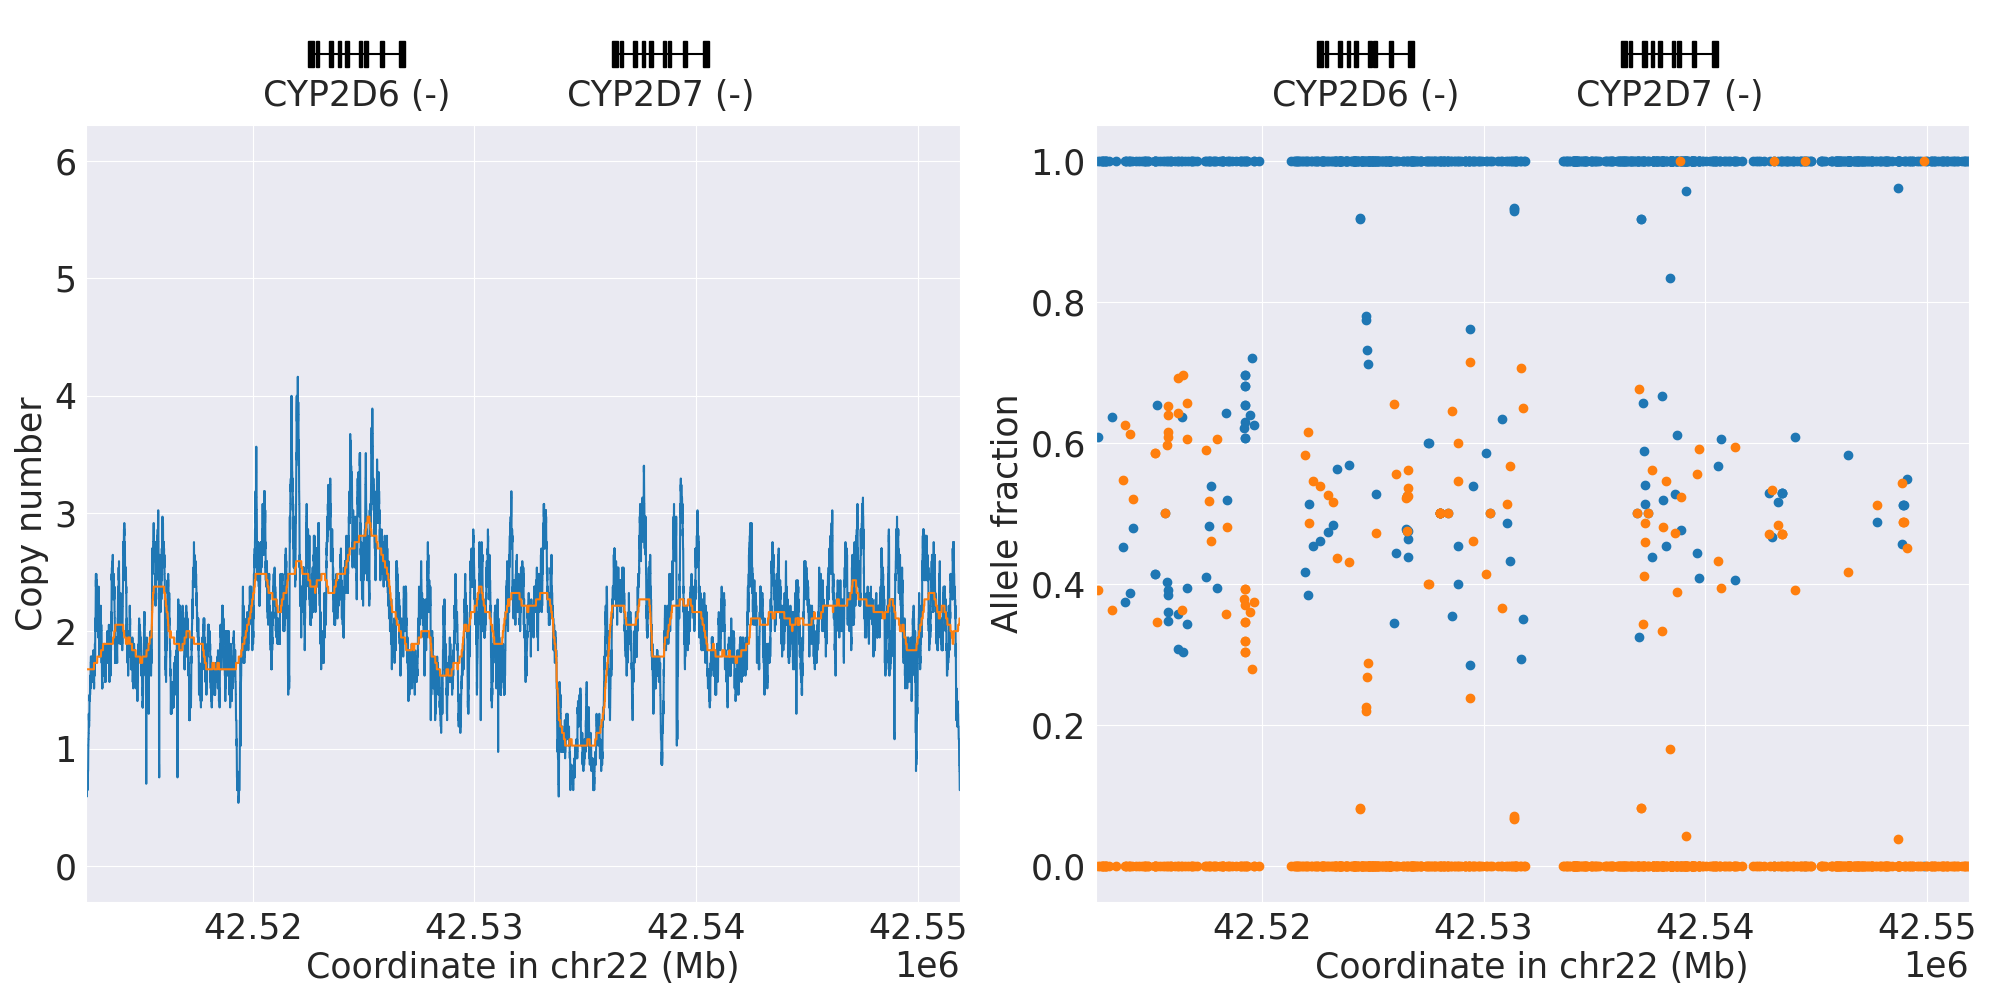 CYP2D6 (-) CYP2D7 (-)
Copy number
6
5
4
3
2
1
0
42.52 42.53 42.54 42.55
Coordinate in chr22 (Mb)
1e6
CYP2D6 (-) CYP2D7 (-)
Allele fraction
1.0
0.8
0.6
0.4
0.2
0.0
42.52 42.53 42.54 42.55
Coordinate in chr22 (Mb)
1e6